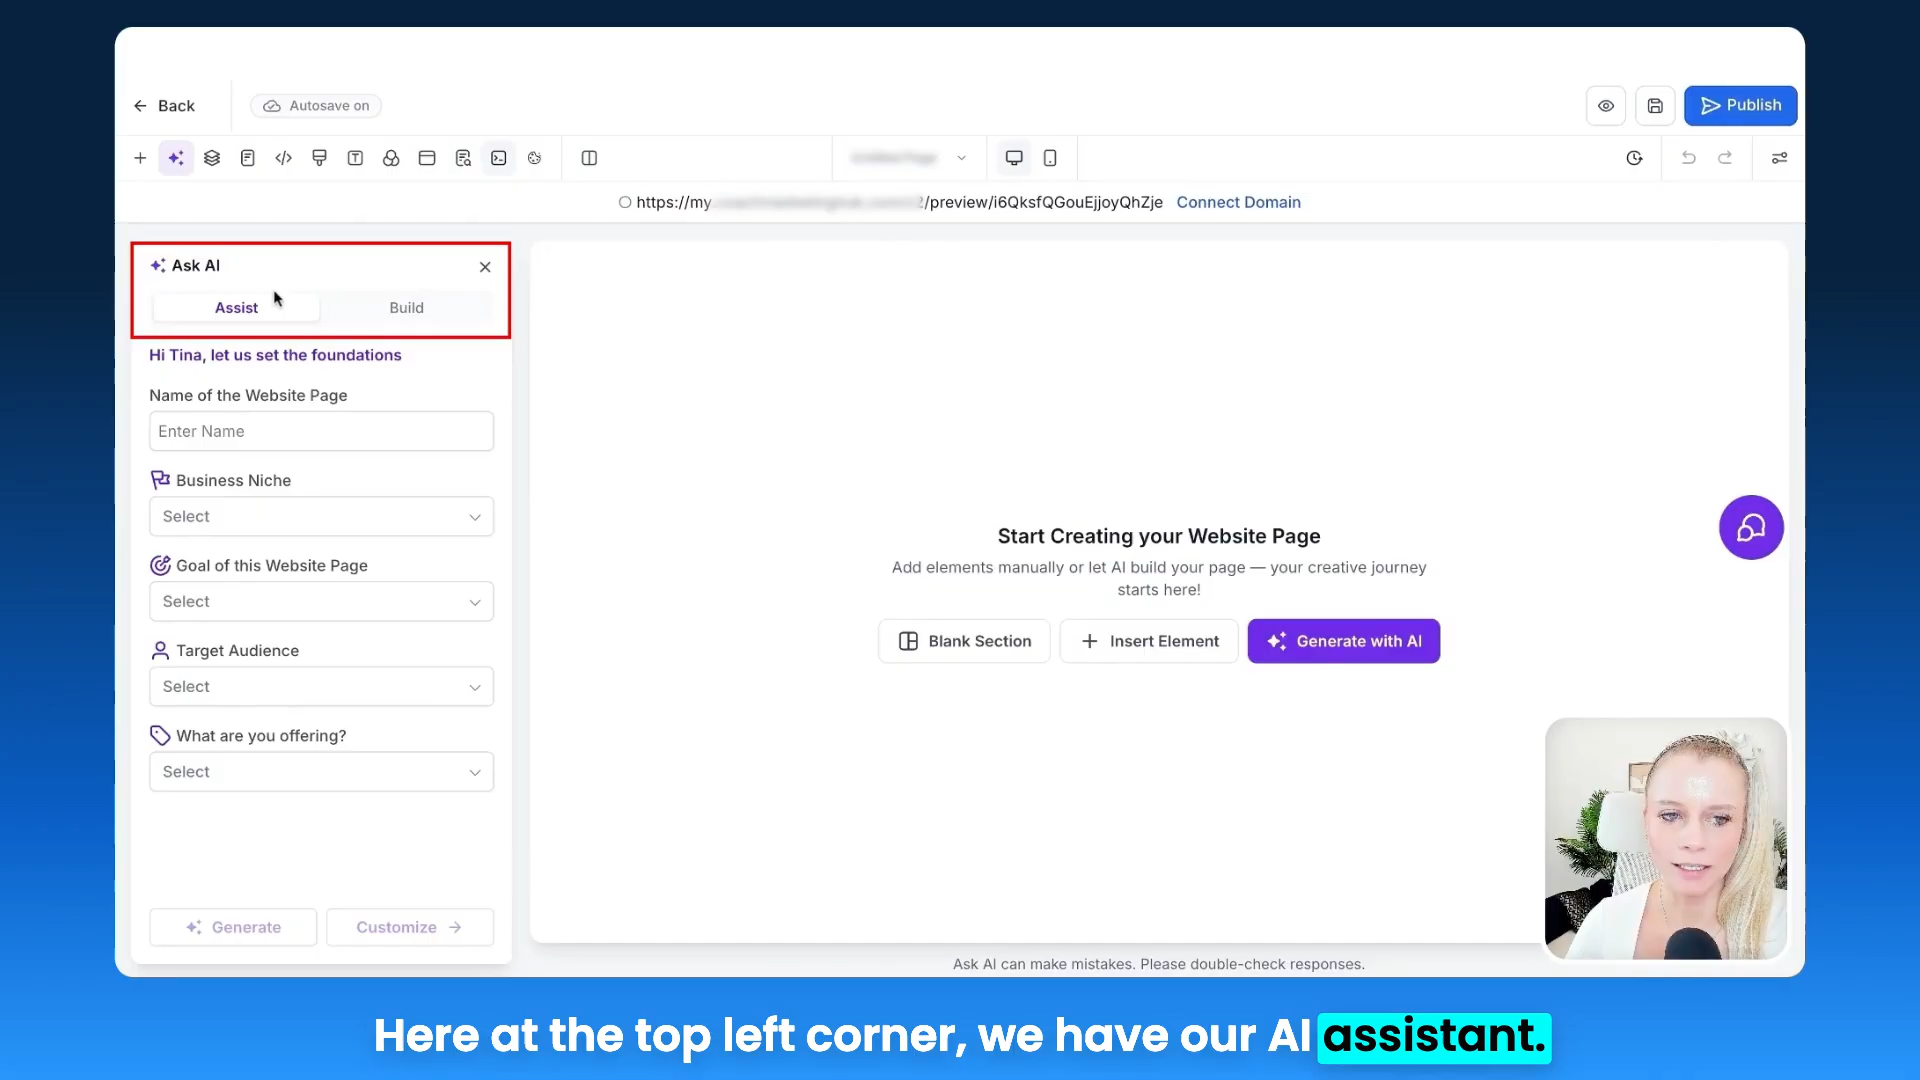 Back
Autosave on
Publish
https://my
/preview/i6QksfQGouEjjoyQhZje
Connect Domain
Ask AI
Assist
Build
Hi Tina, let us set the foundations
Name of the Website Page
Enter Name
Business Niche
Select
Goal of this Website Page
Select
Target Audience
Select
What are you offering?
Select
Generate
Customize
Start Creating your Website Page
Add elements manually or let AI build your page — your creative journey
starts here!
Blank Section
Insert Element
Generate with AI
Ask AI can make mistakes. Please double-check responses.
Here at the top left corner, we have our AI assistant.